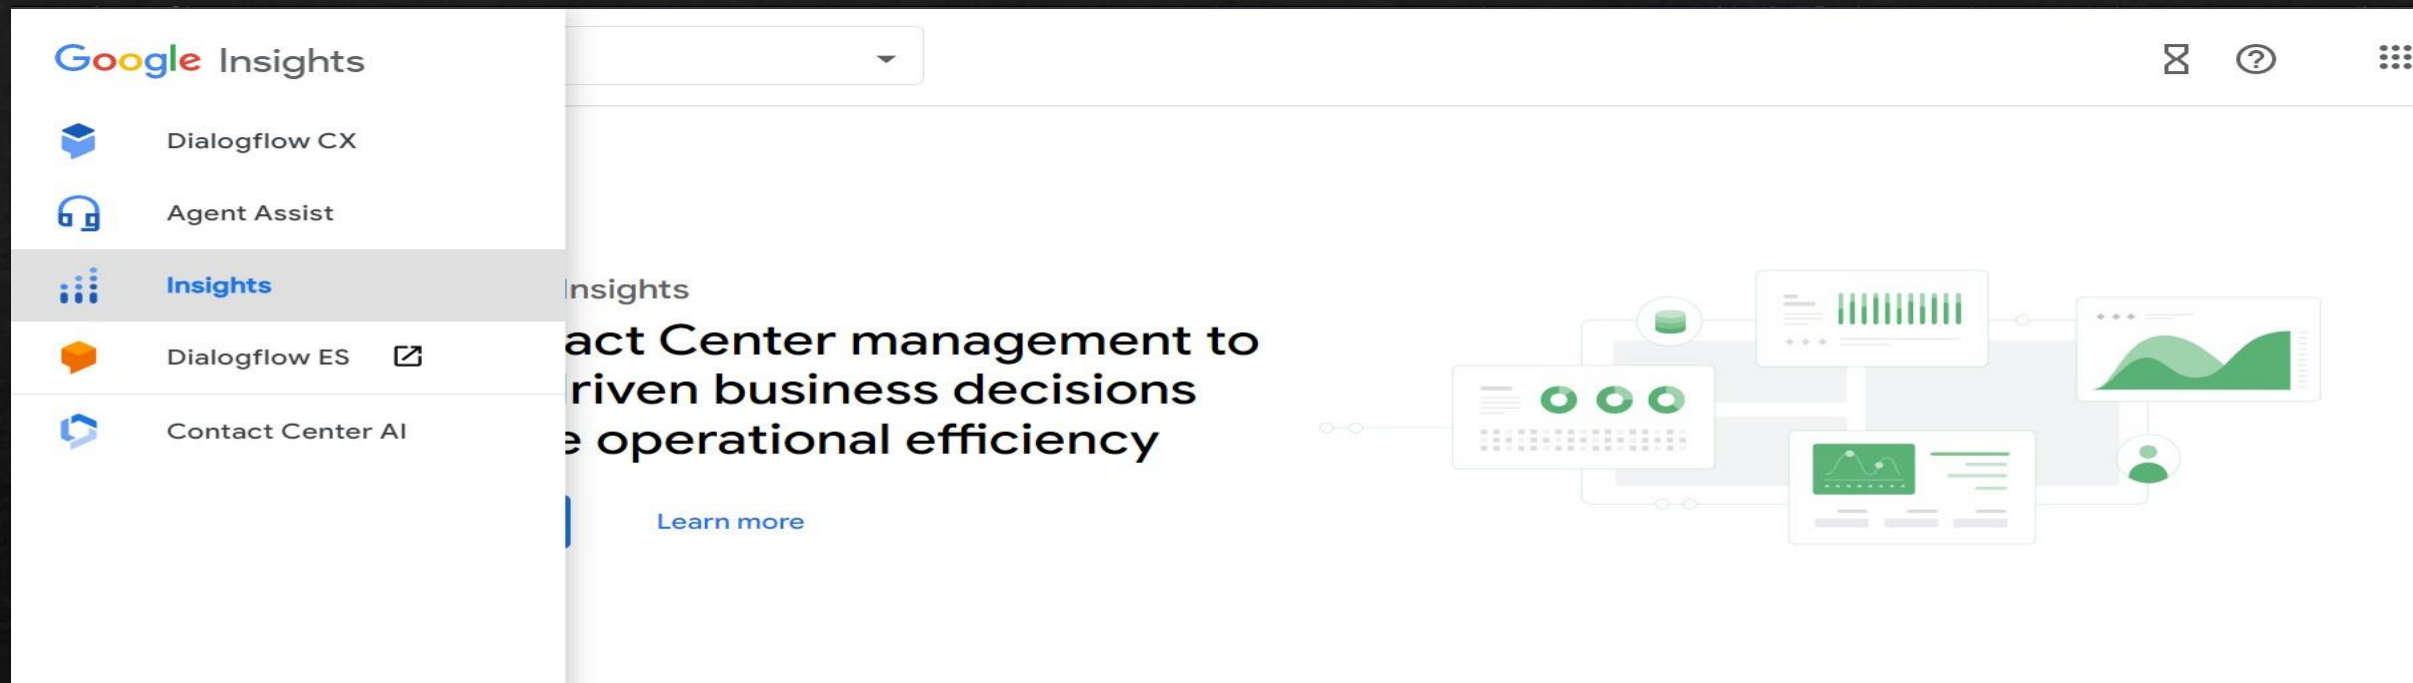 Google Insights
Dialogflow CX
Agent Assist
Insights
Dialogflow ES
Contact Center AI
nsights
act Center management to
riven business decisions
operational efficiency
Learn more